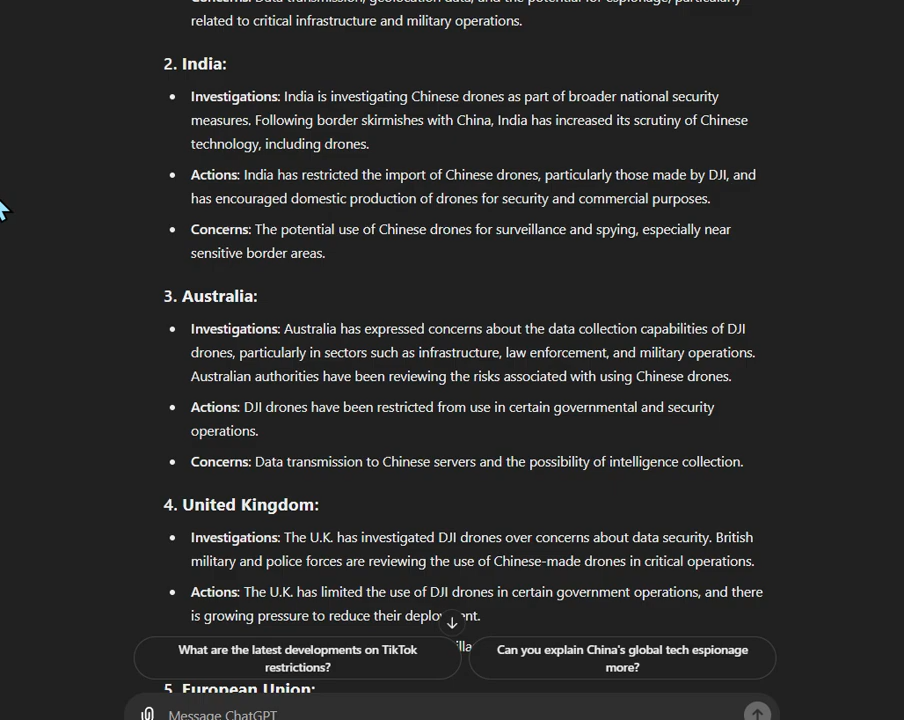 Concerns: Data transmission, geolocation data, and the potential for espionage, particularly
related to critical infrastructure and military operations.
2. India:
Investigations: India is investigating Chinese drones as part of broader national security
measures. Following border skirmishes with China, India has increased its scrutiny of Chinese
technology, including drones.
Actions: India has restricted the import of Chinese drones, particularly those made by DJI, and
has encouraged domestic production of drones for security and commercial purposes.
Concerns: The potential use of Chinese drones for surveillance and spying, especially near
sensitive border areas.
3. Australia:
Investigations: Australia has expressed concerns about the data collection capabilities of DJI
drones, particularly in sectors such as infrastructure, law enforcement, and military operations.
Australian authorities have been reviewing the risks associated with using Chinese drones.
Actions: DJI drones have been restricted from use in certain governmental and security
operations.
Concerns: Data transmission to Chinese servers and the possibility of intelligence collection.
4. United Kingdom:
Investigations: The U.K. has investigated DJI drones over concerns about data security. British
military and police forces are reviewing the use of Chinese-made drones in critical operations.
Actions: The U.K. has limited the use of DJI drones in certain government operations, and there
is growing pressure to reduce their
What are the latest developments on TikTok
restrictions?
Can you explain China's global tech espionage
more?
5. European Union:
Message ChatGPT